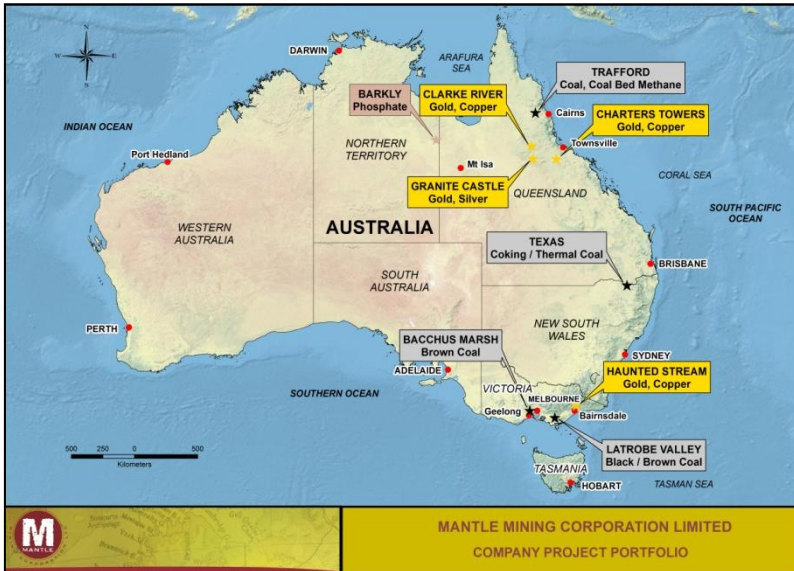 DARWIN
ARAFURA
SEA
TRAFFORD
Coal, Coal Bed Methane
BARKLY
Phosphate
CLARKE RIVER
Gold, Copper
Cairns
CHARTERS TOWERS
Gold, Copper
INDIAN OCEAN
NORTHERN
TERRITORY
Townsville
Port Hedland
Mt Isa
CORAL SEA
GRANITE CASTLE
Gold, Silver
QUEENSLAND
SOUTH PACIFIC
OCEAN
WESTERN
AUSTRALIA
AUSTRALIA
TEXAS
Coking / Thermal Coal
BRISBANE
SOUTH
AUSTRALIA
NEW SOUTH
WALES
PERTH
BACCHUS MARSH
Brown Coal
SYDNEY
ADELAIDE
HAUNTED STREAM
Gold, Copper
SOUTHERN OCEAN
VICTORIA
MELBOURNE
Geelong
Bairnsdale
LATROBE VALLEY
Black / Brown Coal
500 250 0 500
Kilometers
TASMANIA
HOBART
TASMAN SEA
M
MANTLE
MANTLE MINING CORPORATION LIMITED
COMPANY PROJECT PORTFOLIO